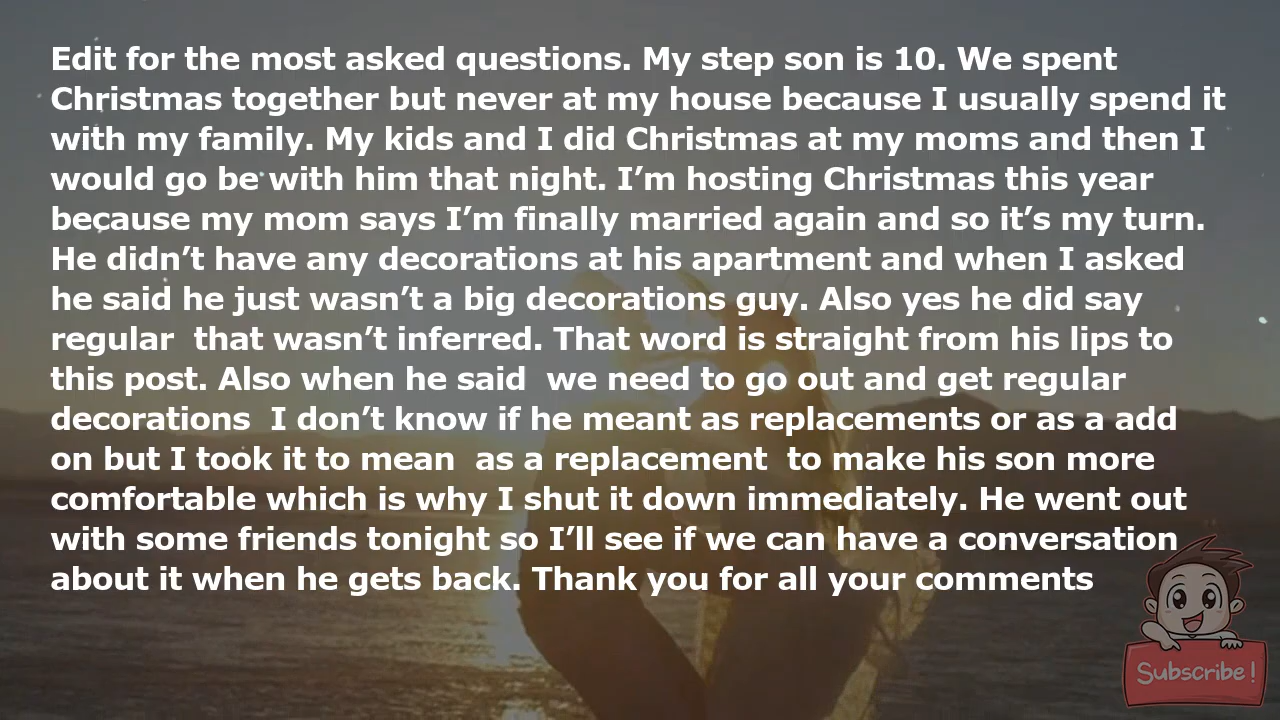 Edit for the most asked questions. My step son is 10. We spent
Christmas together but never at my house because I usually spend it
with my family. My kids and I did Christmas at my moms and then I
would go be with him that night. I’m hosting Christmas this year
because my mom says I’m finally married again and so it’s my turn.
He didn’t have any decorations at his apartment and when I asked
he said he just wasn’t a big decorations guy. Also yes he did say
regular  that wasn’t inferred. That word is straight from his lips to
this post. Also when he said  we need to go out and get regular
decorations  I don’t know if he meant as replacements or as a add
on but I took it to mean  as a replacement  to make his son more
comfortable which is why I shut it down immediately. He went out
with some friends tonight so I’ll see if we can have a conversation
about it when he gets back. Thank you for all your comments
Subscribe!